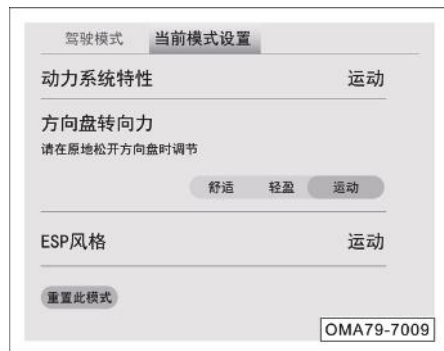 驾驶模式 当前模式设置
动力系统特性 运动
方向盘转向力
请在原地松开方向盘时调节
舒适 轻盈 运动
ESP风格 运动
重置此模式
OMA79-7009